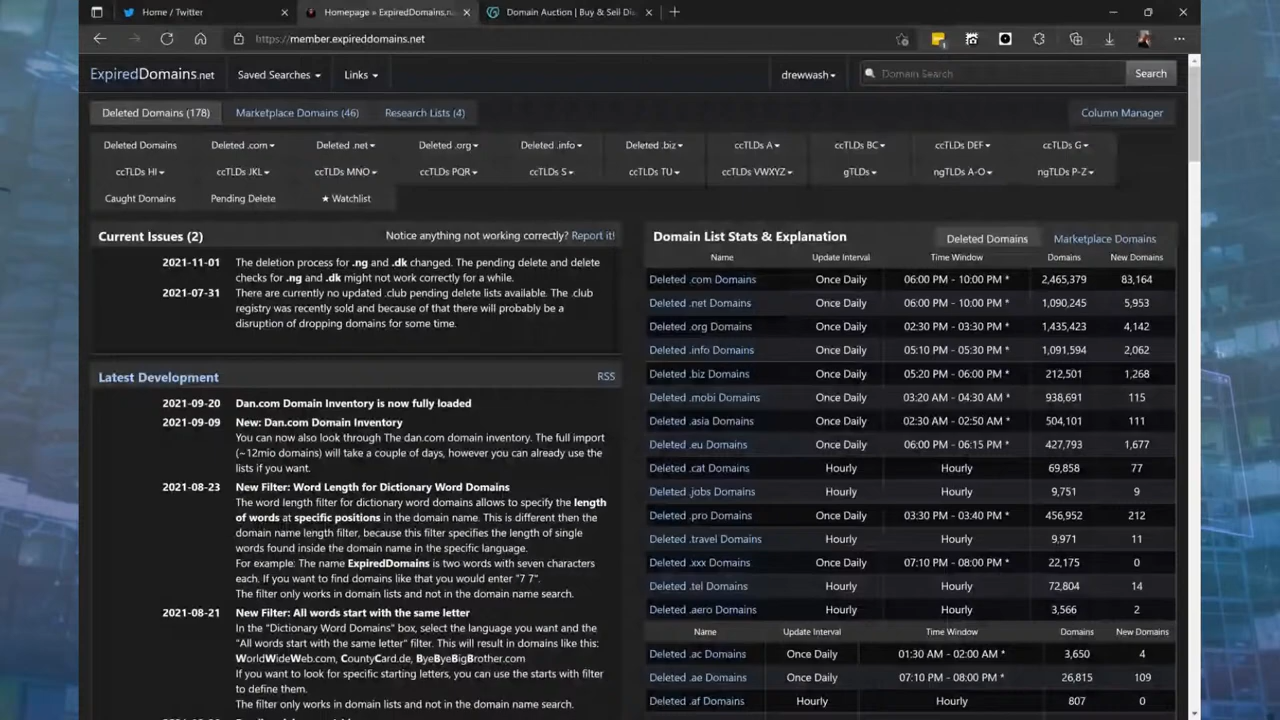 Home / Twitter
Homepage » ExpiredDomains.net
Domain Auction | Buy & Sell
https://member.expireddomains.net
ExpiredDomains.net
Saved Searches
Links
drewwash
Domain Search
Search
Deleted Domains (178)
Marketplace Domains (46)
Research Lists (4)
Column Manager
Deleted Domains Deleted .com Deleted .net Deleted .org Deleted .info Deleted .biz ccTLDs A ccTLDs BC ccTLDs DEF ccTLDs G
ccTLDs HI ccTLDs JKL ccTLDs MNO ccTLDs PQR ccTLDs S ccTLDs TU ccTLDs VWXYZ gTLDs ngTLDs A-O ngTLDs P-Z
Caught Domains Pending Delete ★ Watchlist
Current Issues (2)
Notice anything not working correctly? Report it!
2021-11-01 The deletion process for .ng and .dk changed. The pending delete and delete
checks for .ng and .dk might not work correctly for a while.
2021-07-31 There are currently no updated .club pending delete lists available. The .club
registry was recently sold and because of that there will probably be a
disruption of dropping domains for some time.
Latest Development
RSS
2021-09-20 Dan.com Domain Inventory is now fully loaded
2021-09-09 New: Dan.com Domain Inventory
You can now also look through The dan.com domain inventory. The full import
(~12mio domains) will take a couple of days, however you can already use the
lists if you want.
2021-08-23 New Filter: Word Length for Dictionary Word Domains
The word length filter for dictionary word domains allows to specify the length
of words at specific positions in the domain name. This is different then the
domain name length filter, because this filter specifies the length of single
words found inside the domain name in the specific language.
For example: The name ExpiredDomains is two words with seven characters
each. If you want to find domains like that you would enter "7 7".
The filter only works in domain lists and not in the domain name search.
2021-08-21 New Filter: All words start with the same letter
In the "Dictionary Word Domains" box, select the language you want and the
"All words start with the same letter" filter. This will result in domains like this:
WorldWideWeb.com, CountyCard.de, ByeByeBigBrother.com
If you want to look for specific starting letters, you can use the starts with filter
to define them.
The filter only works in domain lists and not in the domain name search.
Domain List Stats & Explanation
Deleted Domains
Marketplace Domains
Name Update Interval Time Window Domains New Domains
Deleted .com Domains Once Daily 06:00 PM - 10:00 PM * 2,465,379 83,164
Deleted .net Domains Once Daily 06:00 PM - 10:00 PM * 1,090,245 5,953
Deleted .org Domains Once Daily 02:30 PM - 03:30 PM * 1,435,423 4,142
Deleted .info Domains Once Daily 05:10 PM - 05:30 PM * 1,091,594 2,062
Deleted .biz Domains Once Daily 05:20 PM - 06:00 PM * 212,501 1,268
Deleted .mobi Domains Once Daily 03:20 AM - 04:30 AM * 938,691 115
Deleted .asia Domains Once Daily 02:30 AM - 02:50 AM * 504,101 111
Deleted .eu Domains Once Daily 06:00 PM - 06:15 PM * 427,793 1,677
Deleted .cat Domains Hourly Hourly 69,858 77
Deleted .jobs Domains Hourly Hourly 9,751 9
Deleted .pro Domains Once Daily 03:30 PM - 03:40 PM * 456,952 212
Deleted .travel Domains Hourly Hourly 9,971 11
Deleted .xxx Domains Once Daily 07:10 PM - 08:00 PM * 22,175 0
Deleted .tel Domains Hourly Hourly 72,804 14
Deleted .aero Domains Hourly Hourly 3,566 2
Name Update Interval Time Window Domains New Domains
Deleted .ac Domains Once Daily 01:30 AM - 02:00 AM * 3,650 4
Deleted .ae Domains Once Daily 07:10 PM - 08:00 PM * 26,815 109
Deleted .af Domains Hourly Hourly 807 0